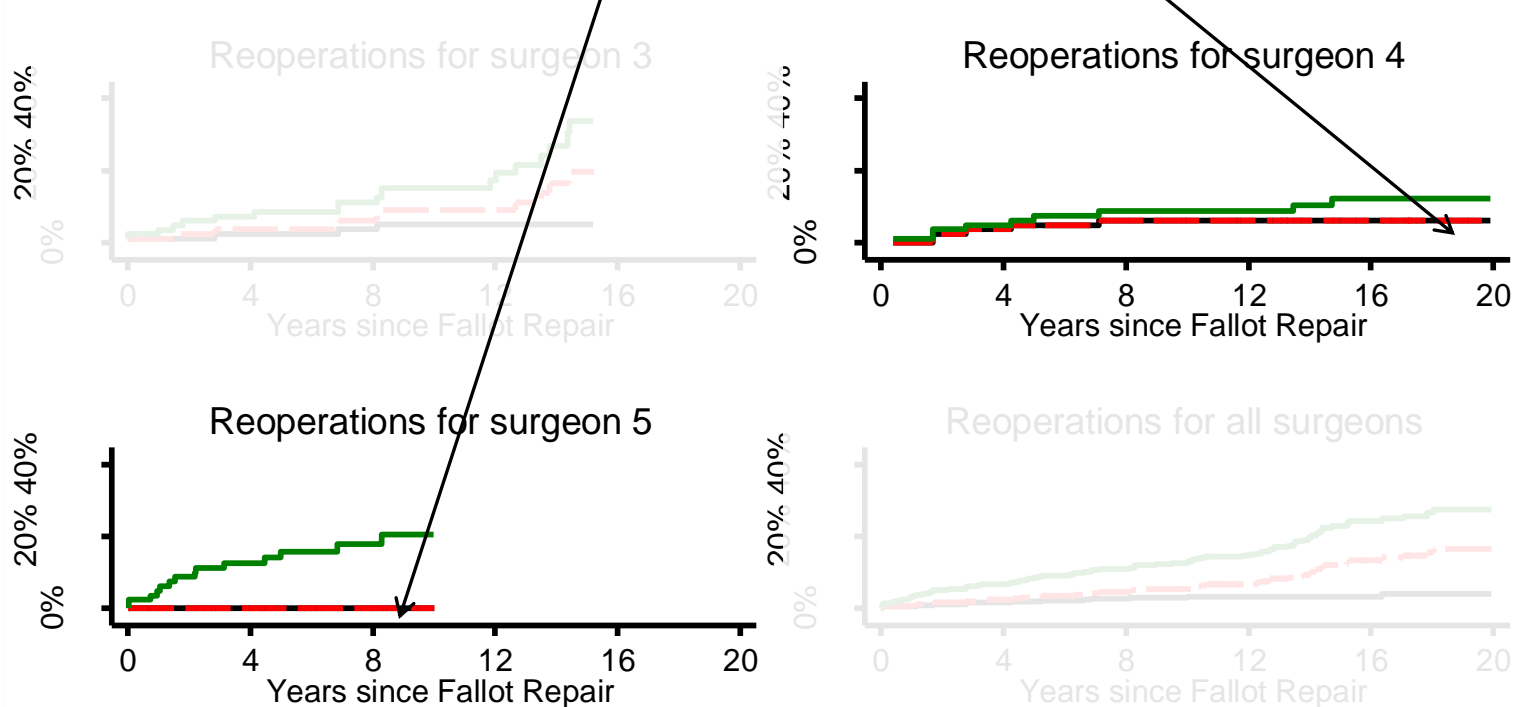 Reoperations for surgeon 3
40%
20%
0%
0 4 8 12 16 20
Years since Fallot Repair
Reoperations for surgeon 4
40%
20%
0%
0 4 8 12 16 20
Years since Fallot Repair
Reoperations for surgeon 5
40%
20%
0%
0 4 8 12 16 20
Years since Fallot Repair
Reoperations for all surgeons
40%
20%
0%
0 4 8 12 16 20
Years since Fallot Repair